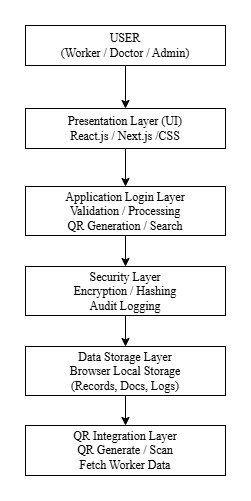 USER
(Worker / Doctor / Admin)
Presentation Layer (UI)
React.js / Next.js /CSS
Application Login Layer
Validation / Processing
QR Generation / Search
Security Layer
Encryption / Hashing
Audit Logging
Data Storage Layer
Browser Local Storage
(Records, Docs, Logs)
QR Integration Layer
QR Generate / Scan
Fetch Worker Data